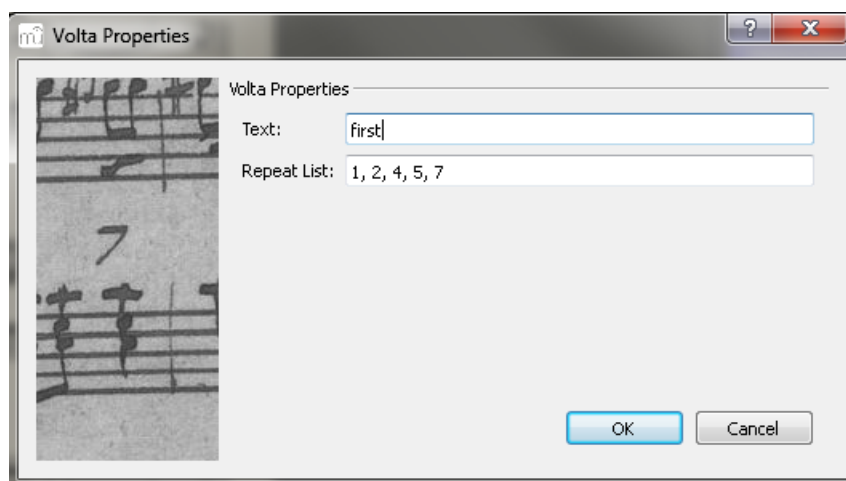 Volta Properties
Volta Properties
Text: first
Repeat List: 1, 2, 4, 5, 7
7
OK Cancel